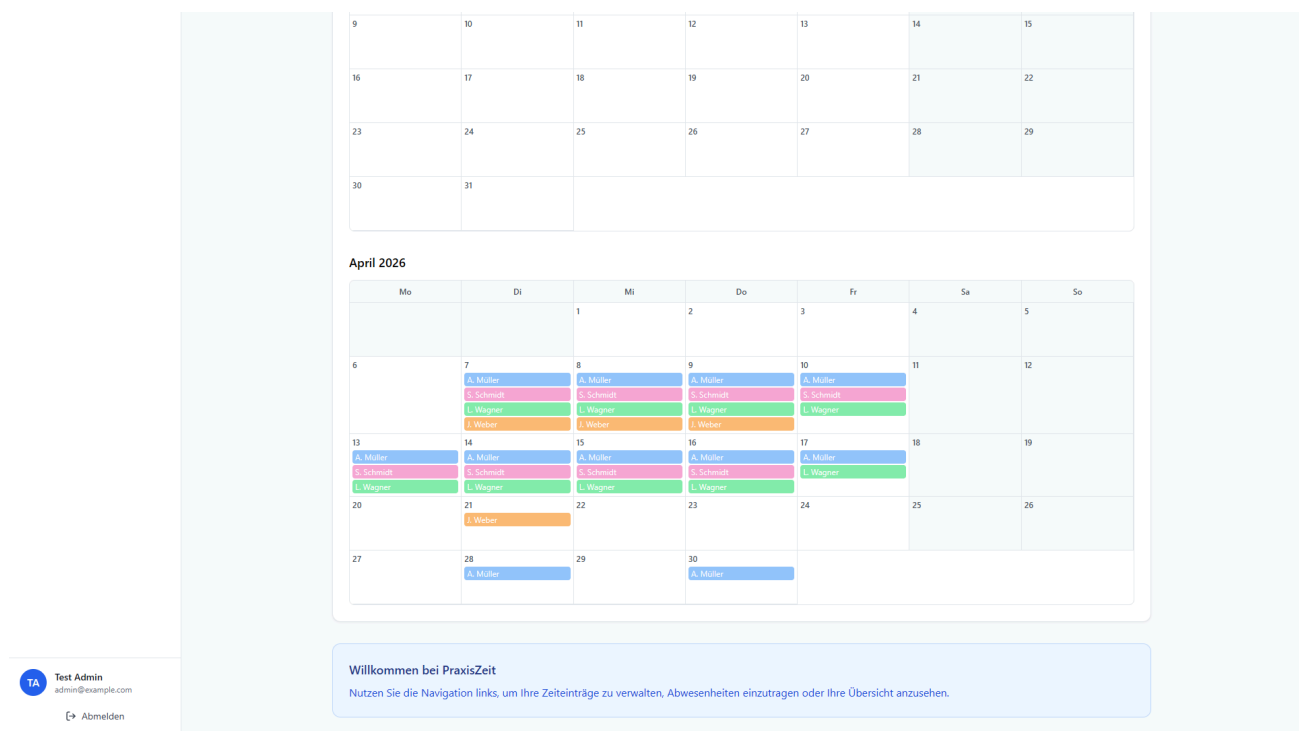 9 10 11 12 13 14 15
16 17 18 19 20 21 22
23 24 25 26 27 28 29
30 31
April 2026
Mo Di Mi Do Fr Sa So
1 2 3 4 5
6 7 8 9 10 11 12
A. Müller A. Müller A. Müller A. Müller
S. Schmidt S. Schmidt S. Schmidt S. Schmidt
L. Wagner L. Wagner L. Wagner L. Wagner
J. Weber J. Weber J. Weber
13 14 15 16 17 18 19
A. Müller A. Müller A. Müller A. Müller A. Müller
S. Schmidt S. Schmidt S. Schmidt S. Schmidt L. Wagner
L. Wagner L. Wagner L. Wagner L. Wagner
20 21 22 23 24 25 26
J. Weber
27 28 29 30
A. Müller A. Müller
Willkommen bei PraxisZeit
Nutzen Sie die Navigation links, um Ihre Zeiteinträge zu verwalten, Abwesenheiten einzutragen oder Ihre Übersicht anzusehen.
TA
Test Admin
admin@example.com
Abmelden